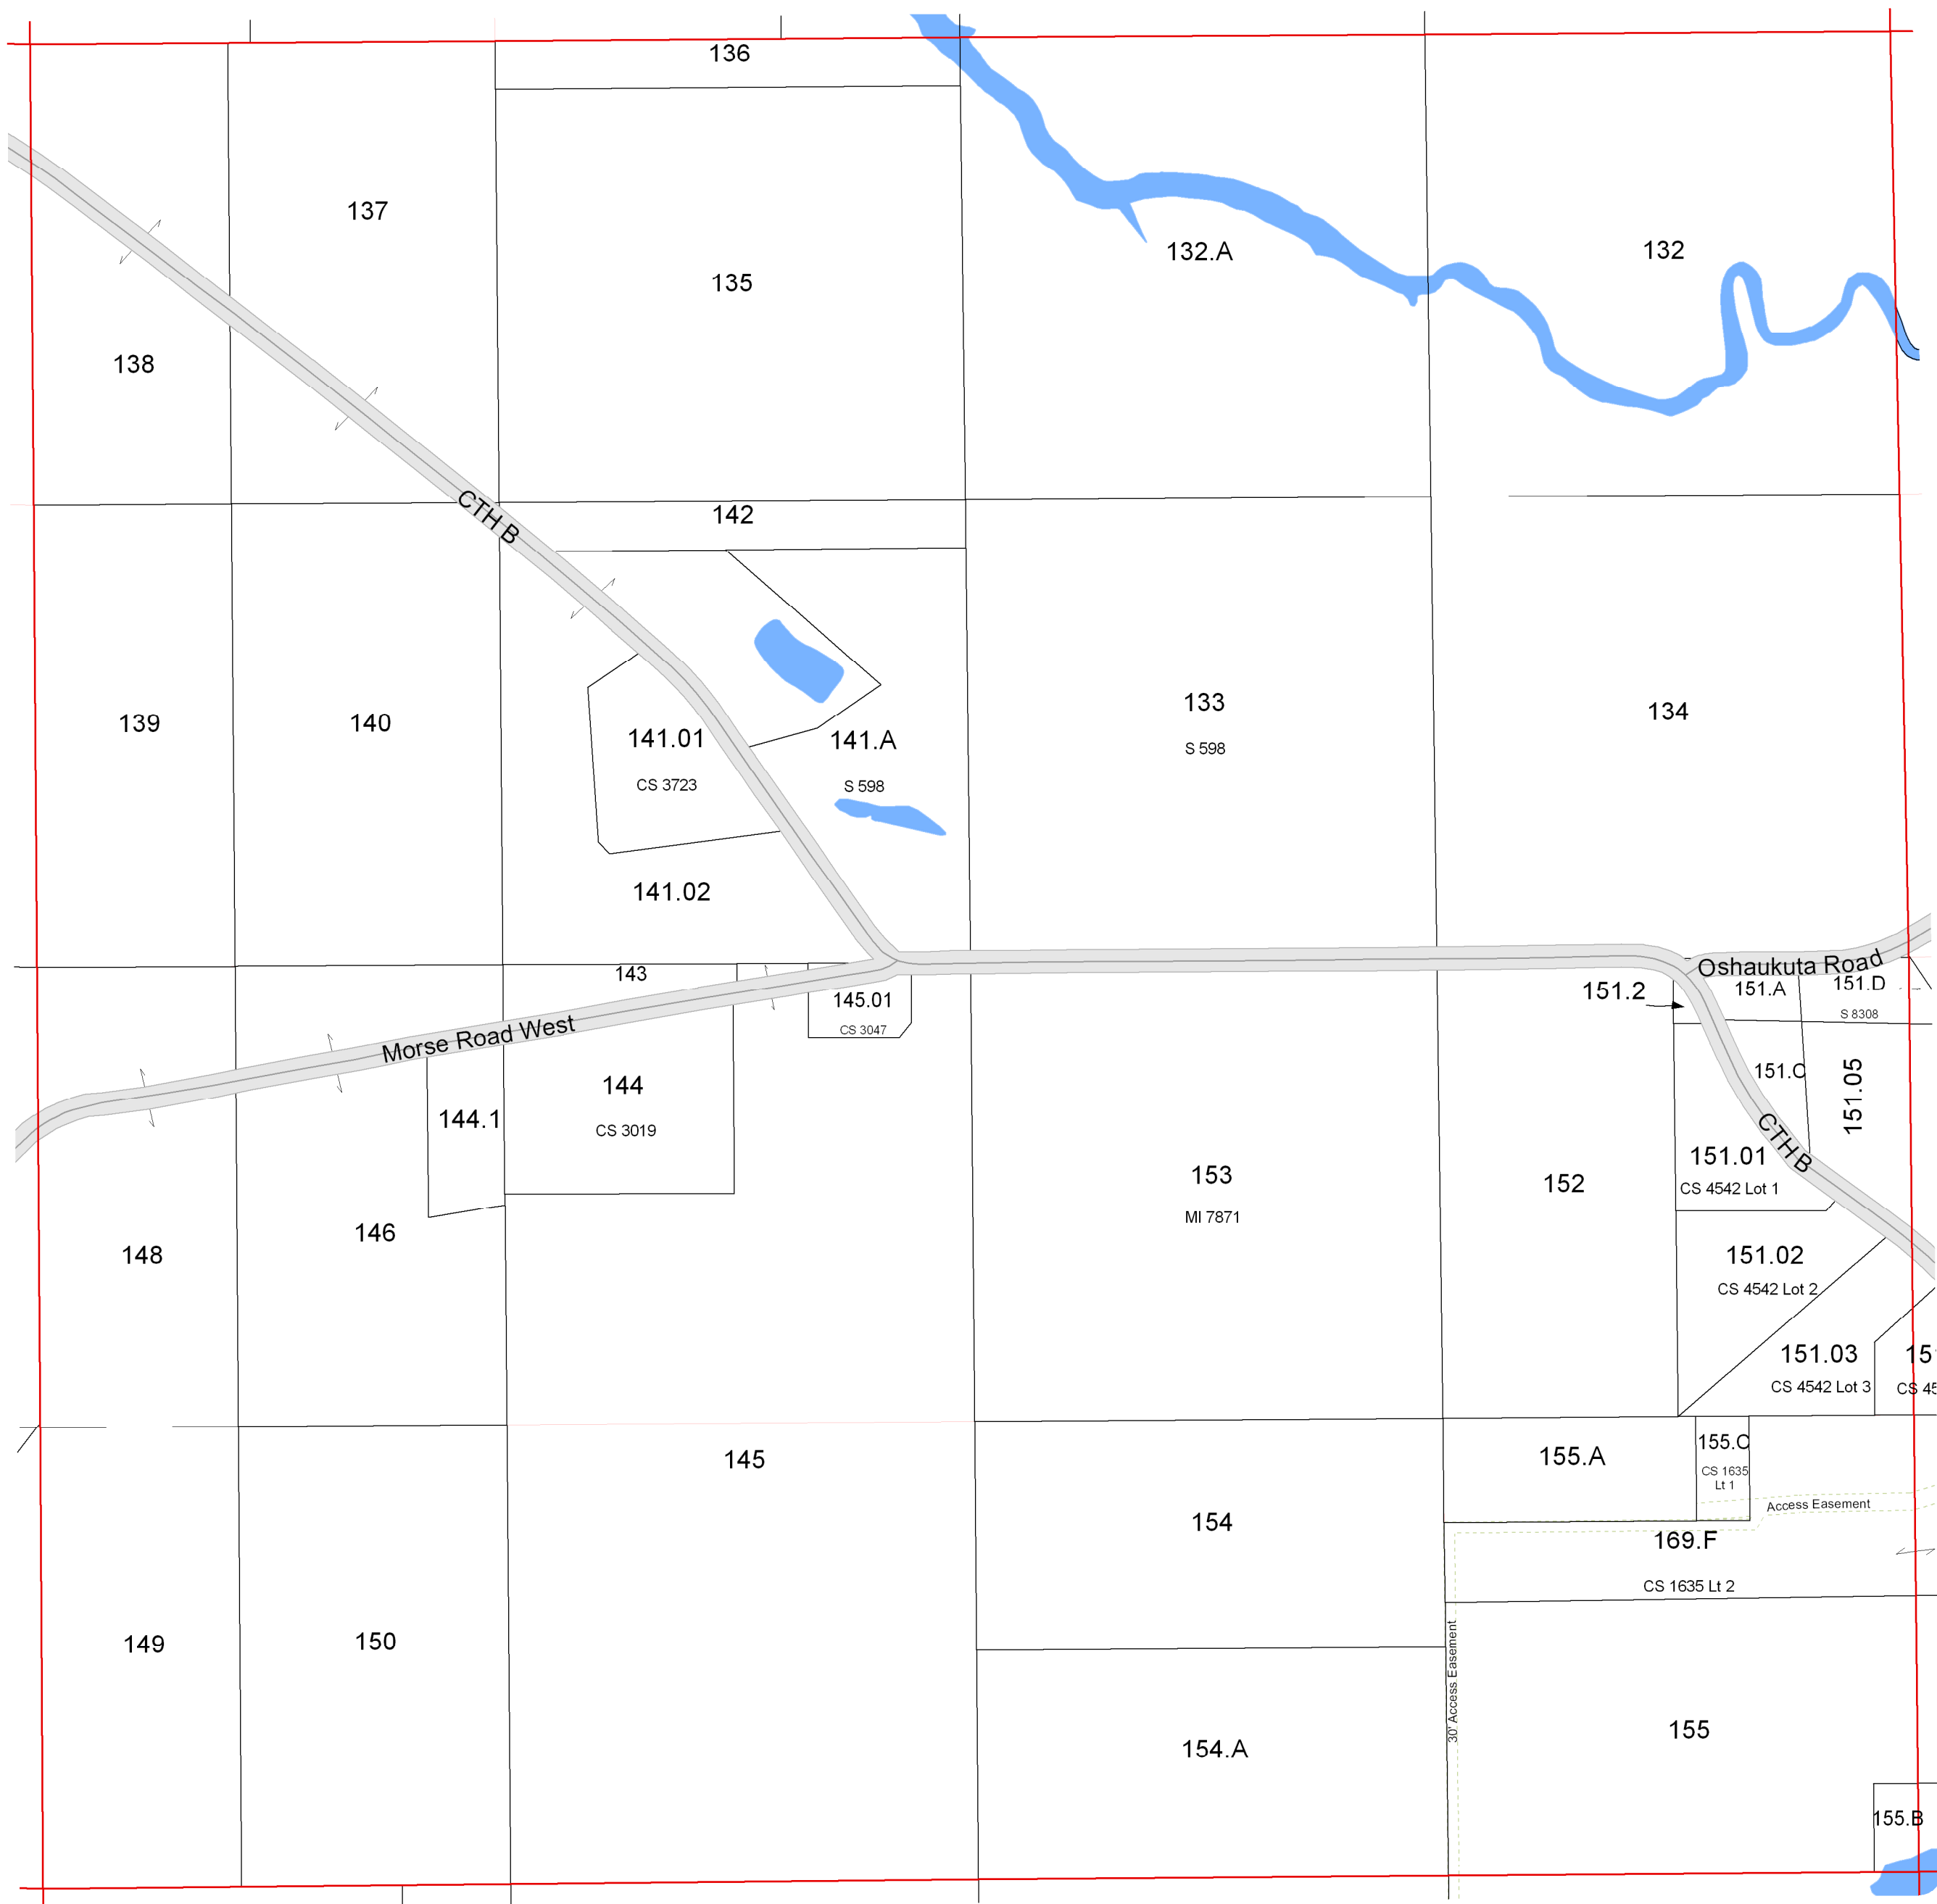 136
137
135
132.A
132
138
CTH B
142
139
140
141.01
CS 3723
141.A
S 598
133
S 598
134
141.02
143
145.01
CS 3047
Oshaukuta Road
151.2
151.A
151.D
S 8308
Morse Road West
144
CS 3019
144.1
151.C
151.05
CTH B
151.01
CS 4542 Lot 1
153
MI 7871
152
148
146
151.02
CS 4542 Lot 2
151.03
CS 4542 Lot 3
15
CS 45
145
155.A
155.C
CS 1635
Lt 1
Access Easement
154
169.F
CS 1635 Lt 2
149
150
30' Access Easement
155
154.A
155.B